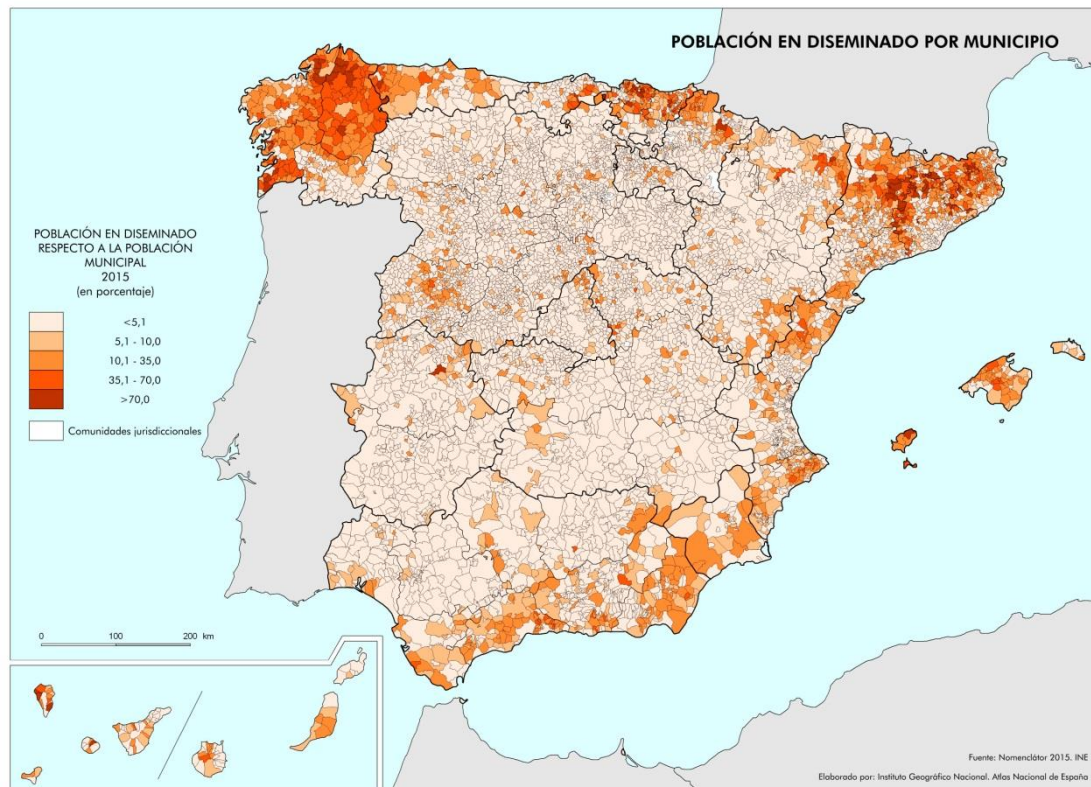 POBLACIÓN EN DISEMINADO POR MUNICIPIO
POBLACIÓN EN DISEMINADO
RESPECTO A LA POBLACIÓN
MUNICIPAL
2015
(en porcentaje)
<5,1
5,1 - 10,0
10,1 - 35,0
35,1 - 70,0
>70,0
Comunidades jurisdiccionales
0 100 200 km
Fuente: Nomenclátor 2015. INE
Elaborado por: Instituto Geográfico Nacional. Atlas Nacional de España